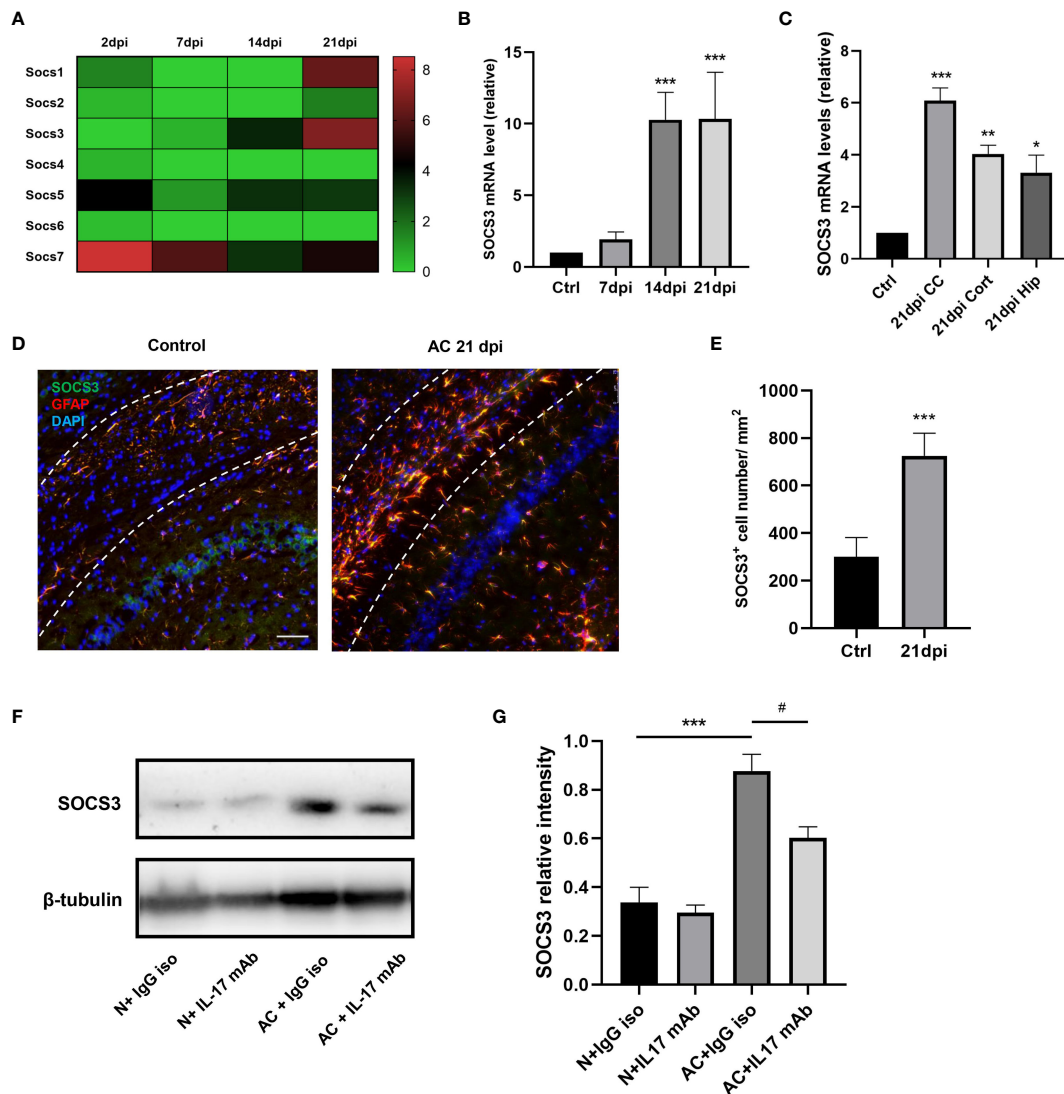 A
2dpi 7dpi 14dpi 21dpi
Socs1
Socs2
Socs3
Socs4
Socs5
Socs6
Socs7
8
6
4
2
0
B
SOCS3 mRNA level (relative)
15
10
5
0
***
***
Ctrl 7dpi 14dpi 21dpi
C
SOCS3 mRNA levels (relative)
8
6
4
2
0
***
**
*
Ctrl
21dpi CC
21dpi Cort
21dpi Hip
D
Control
AC 21 dpi
SOCS3
GFAP
DAPI
E
SOCS3+ cell number/ mm2
1000
800
600
400
200
0
***
Ctrl 21dpi
F
SOCS3
β-tubulin
N+ IgG iso
N+ IL-17 mAb
AC + IgG iso
AC + IL-17 mAb
G
SOCS3 relative intensity
1.0
0.8
0.6
0.4
0.2
0.0
***
#
N+IgG iso
N+IL17 mAb
AC+IgG iso
AC+IL17 mAb